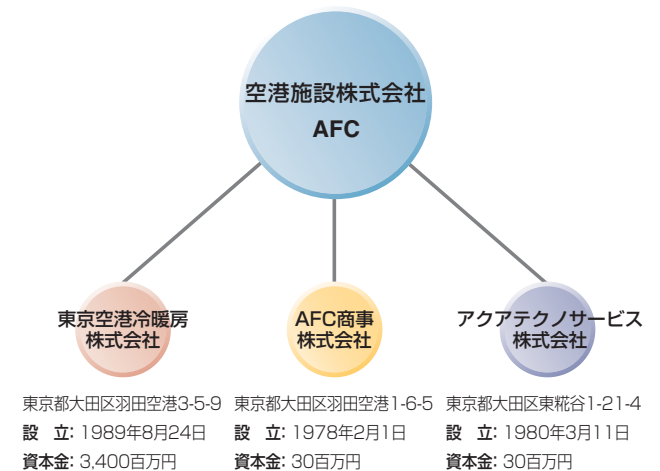 空港施設株式会社
AFC
東京空港冷暖房
株式会社
AFC商事
株式会社
アクアテクノサービス
株式会社
東京都大田区羽田空港3-5-9
設　立: 1989年8月24日
資本金: 3,400百万円
東京都大田区羽田空港1-6-5
設　立: 1978年2月1日
資本金: 30百万円
東京都大田区東糀谷1-21-4
設　立: 1980年3月11日
資本金: 30百万円